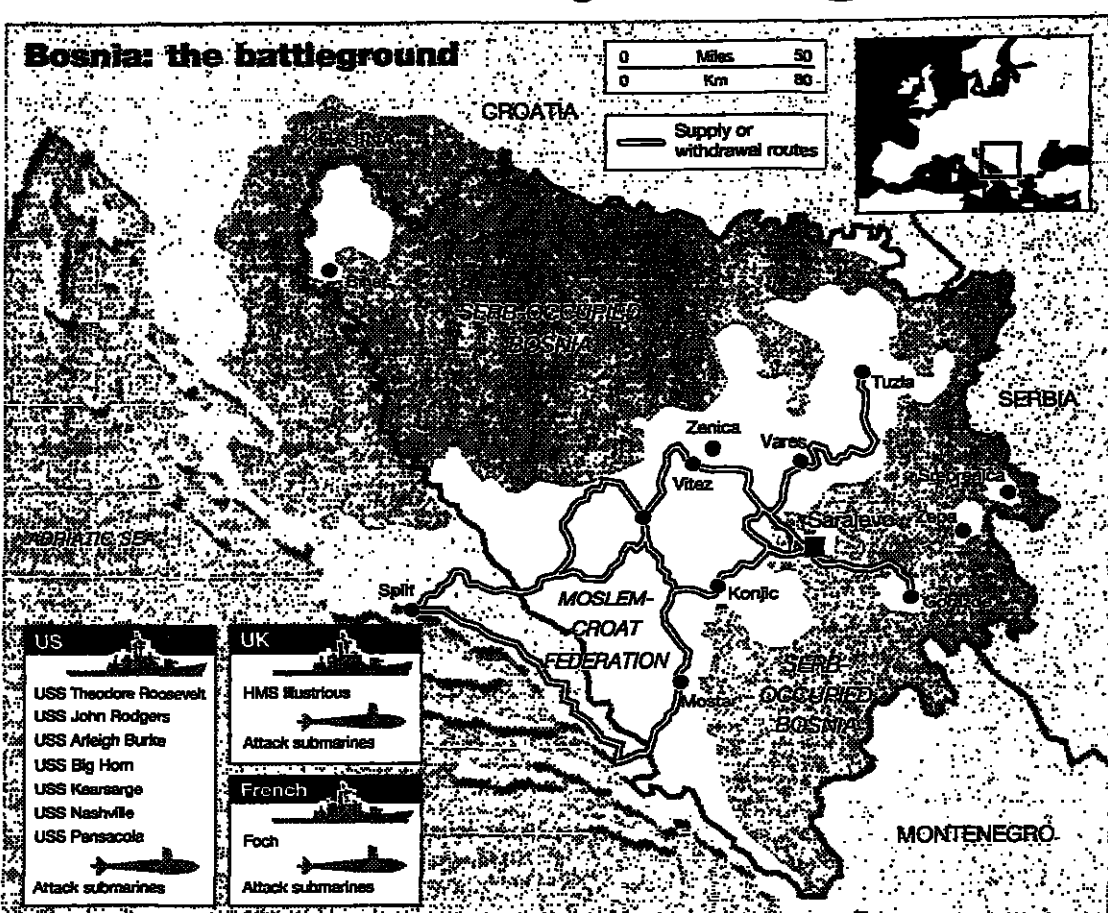 Bosnia: the battleground
0 Miles 50
0 Km 80
Supply or
withdrawal routes
CROATIA
Bihac
SERB-OCCUPIED
BOSNIA
Tuzla
SERBIA
Zenica
Vares
Vitez
Srebrenica
Sarajevo
Zepa
ADRIATIC SEA
Split
Konjic
Gorazde
MOSLEM-
CROAT
FEDERATION
Mostar
SERB-
OCCUPIED
BOSNIA
MONTENEGRO
US
USS Theodore Roosevelt
USS John Rodgers
USS Arleigh Burke
USS Big Horn
USS Kearsarge
USS Nashville
USS Pensacola
Attack submarines
UK
HMS Illustrious
Attack submarines
French
Foch
Attack submarines